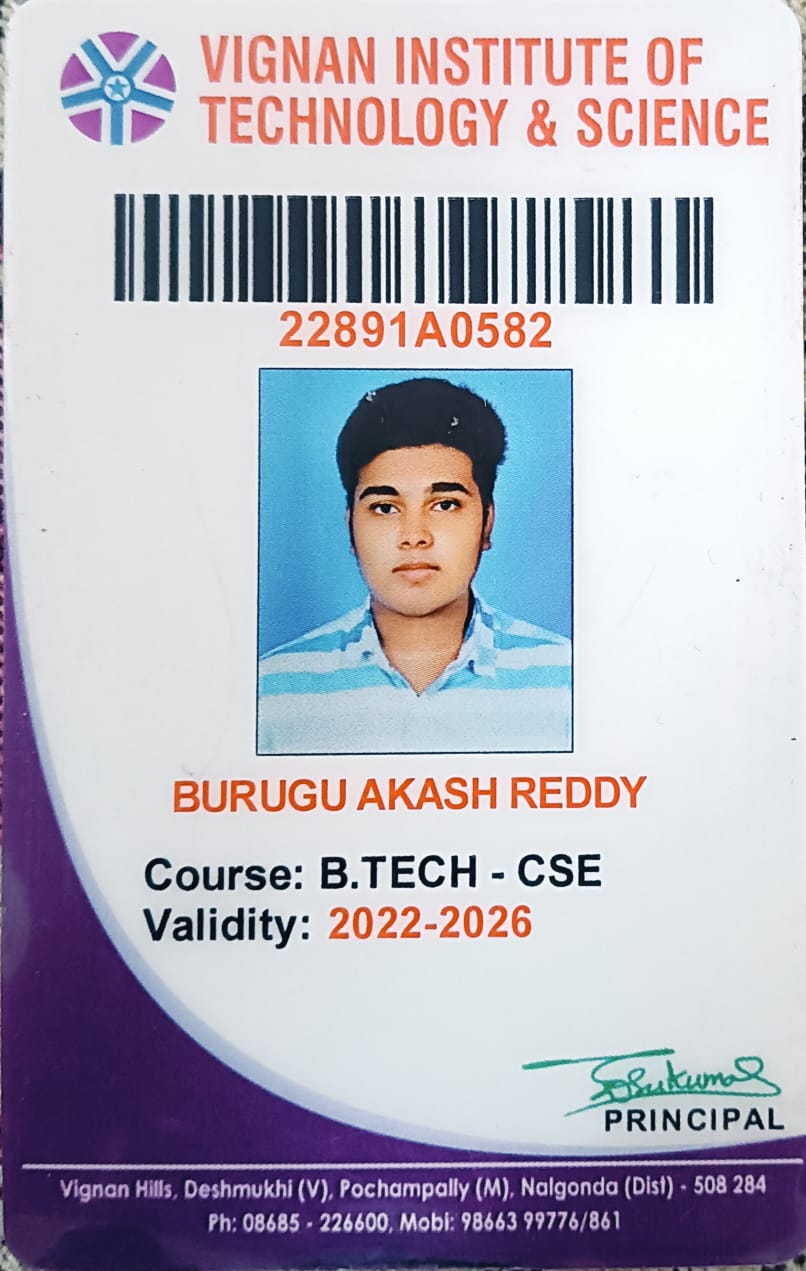 VIGNAN INSTITUTE OF
TECHNOLOGY & SCIENCE
22891A0582
BURUGU AKASH REDDY
Course: B.TECH - CSE
Validity: 2022-2026
PRINCIPAL
Vignan Hills, Deshmukhi (V), Pochampally (M), Nalgonda (Dist) - 508 284
Ph: 08685 - 226600, Mobi: 98663 99776/861